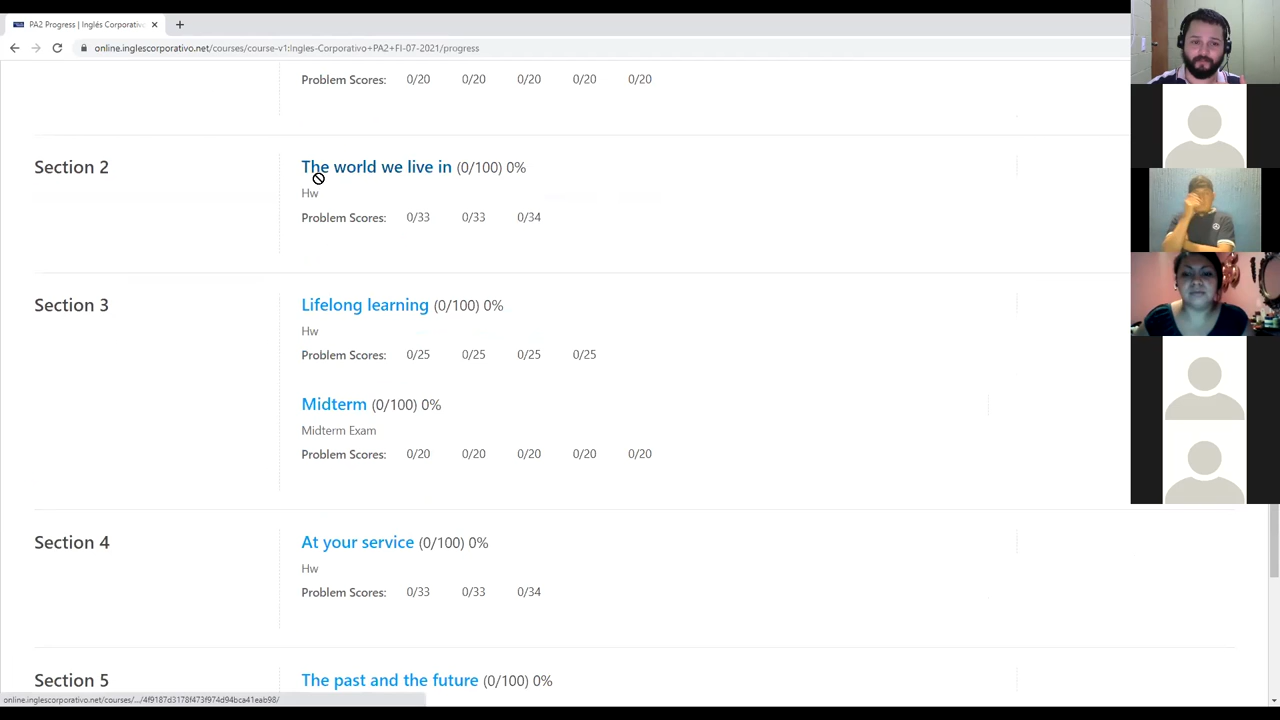 PA2 Progress | Inglés Corporativ
online.inglescorporativo.net/courses/course-v1:Ingles-Corporativo+PA2+FI-07-2021/progress
Problem Scores: 0/20 0/20 0/20 0/20 0/20
Section 2
The world we live in (0/100) 0%
Hw
Problem Scores: 0/33 0/33 0/34
Section 3
Lifelong learning (0/100) 0%
Hw
Problem Scores: 0/25 0/25 0/25 0/25
Midterm (0/100) 0%
Midterm Exam
Problem Scores: 0/20 0/20 0/20 0/20 0/20
Section 4
At your service (0/100) 0%
Hw
Problem Scores: 0/33 0/33 0/34
Section 5
The past and the future (0/100) 0%
online.inglescorporativo.net/courses/.../4f9187d3178f473f974d94bca41eab98/